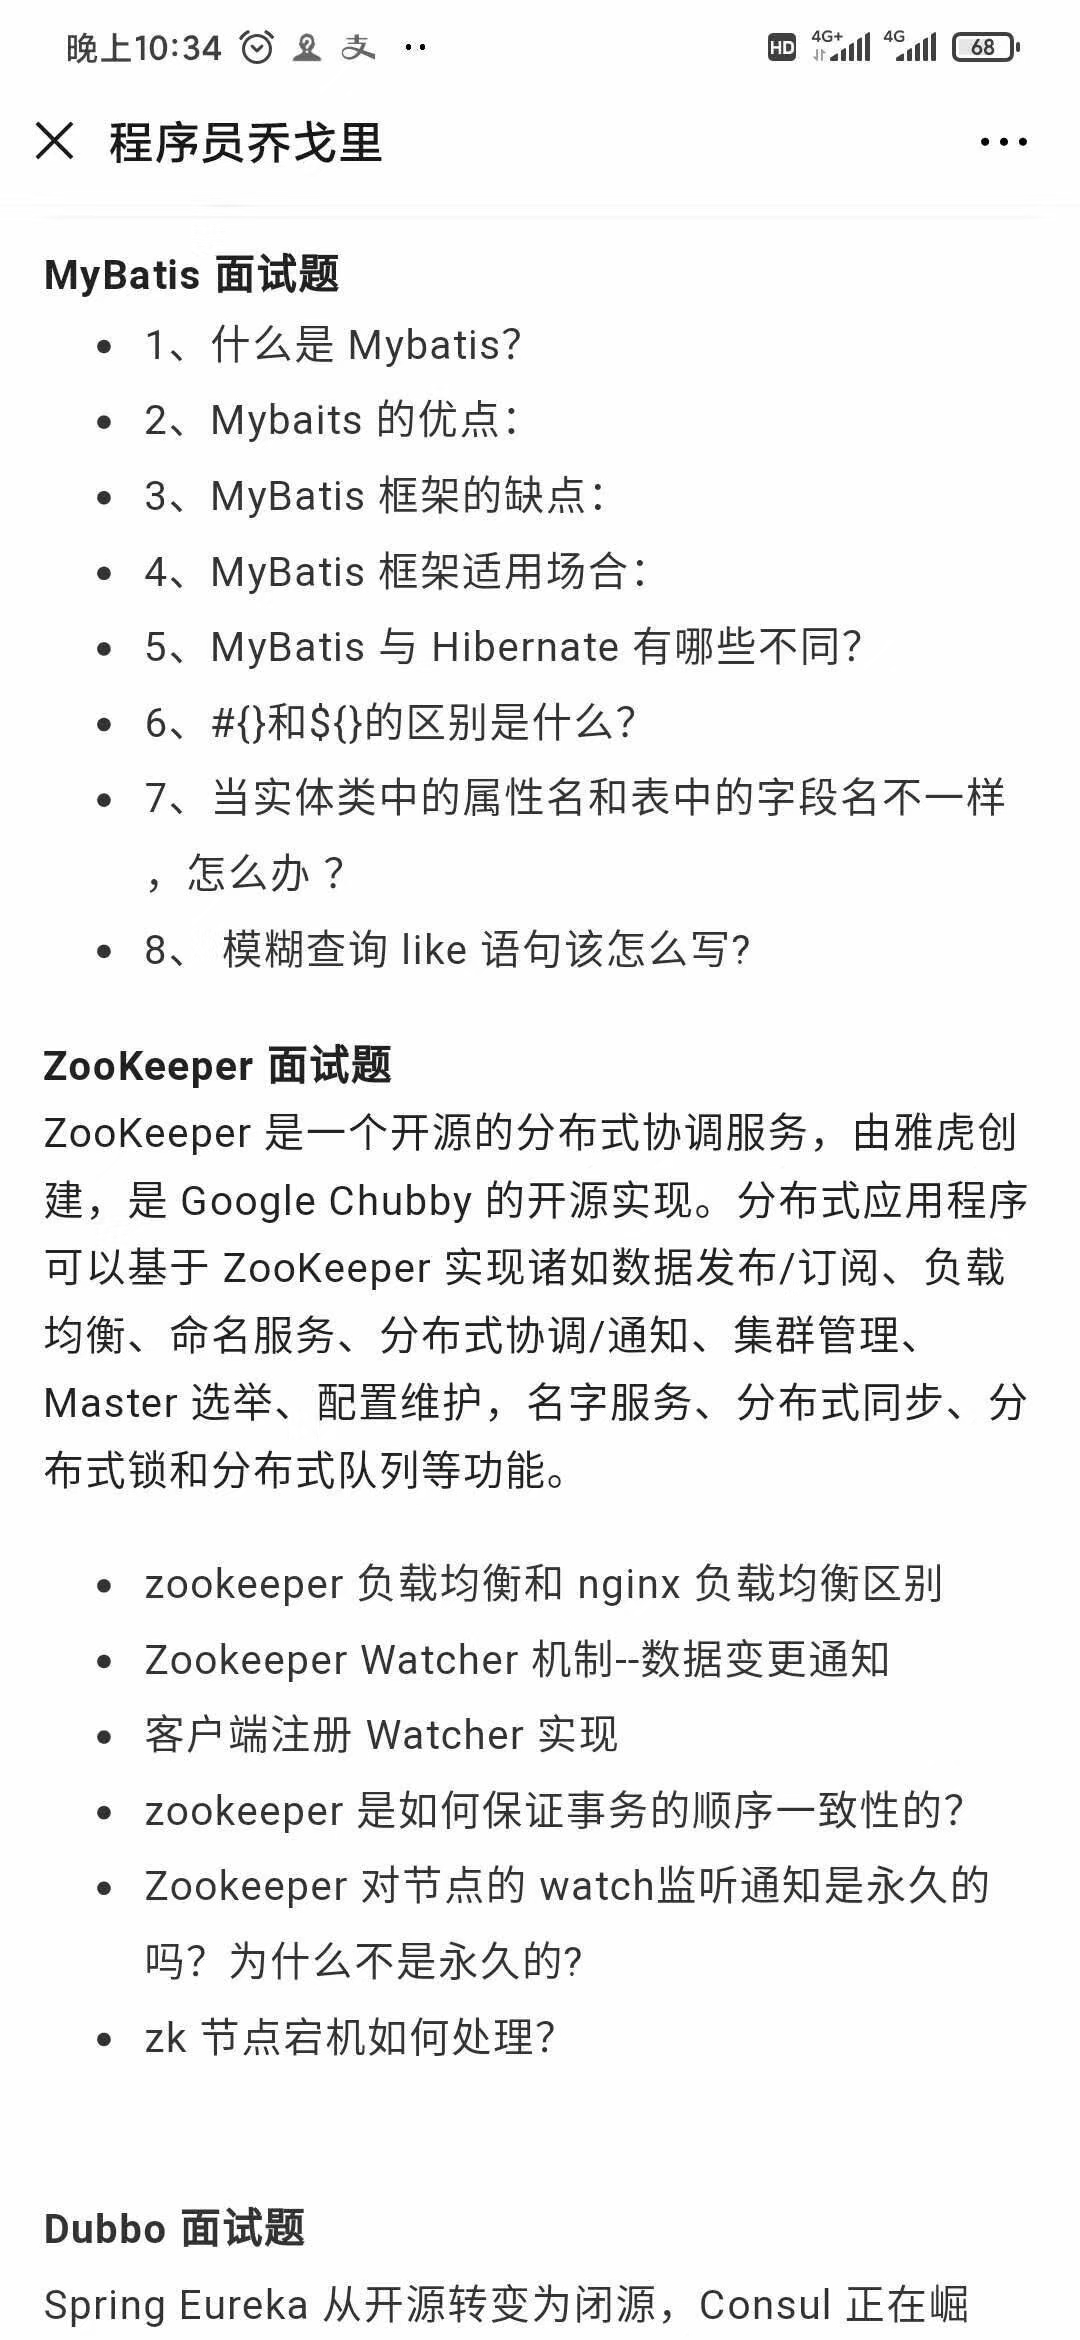 晚上10:34 支 HD 4G+ 4G 68
程序员乔戈里
MyBatis 面试题
1、什么是 Mybatis？
2、Mybaits 的优点：
3、MyBatis 框架的缺点：
4、MyBatis 框架适用场合：
5、MyBatis 与 Hibernate 有哪些不同？
6、#{}和${}的区别是什么？
7、当实体类中的属性名和表中的字段名不一样
，怎么办 ？
8、 模糊查询 like 语句该怎么写?
ZooKeeper 面试题
ZooKeeper 是一个开源的分布式协调服务，由雅虎创
建，是 Google Chubby 的开源实现。分布式应用程序
可以基于 ZooKeeper 实现诸如数据发布/订阅、负载
均衡、命名服务、分布式协调/通知、集群管理、
Master 选举、配置维护，名字服务、分布式同步、分
布式锁和分布式队列等功能。
zookeeper 负载均衡和 nginx 负载均衡区别
Zookeeper Watcher 机制--数据变更通知
客户端注册 Watcher 实现
zookeeper 是如何保证事务的顺序一致性的？
Zookeeper 对节点的 watch监听通知是永久的
吗？为什么不是永久的?
zk 节点宕机如何处理？
Dubbo 面试题
Spring Eureka 从开源转变为闭源，Consul 正在崛